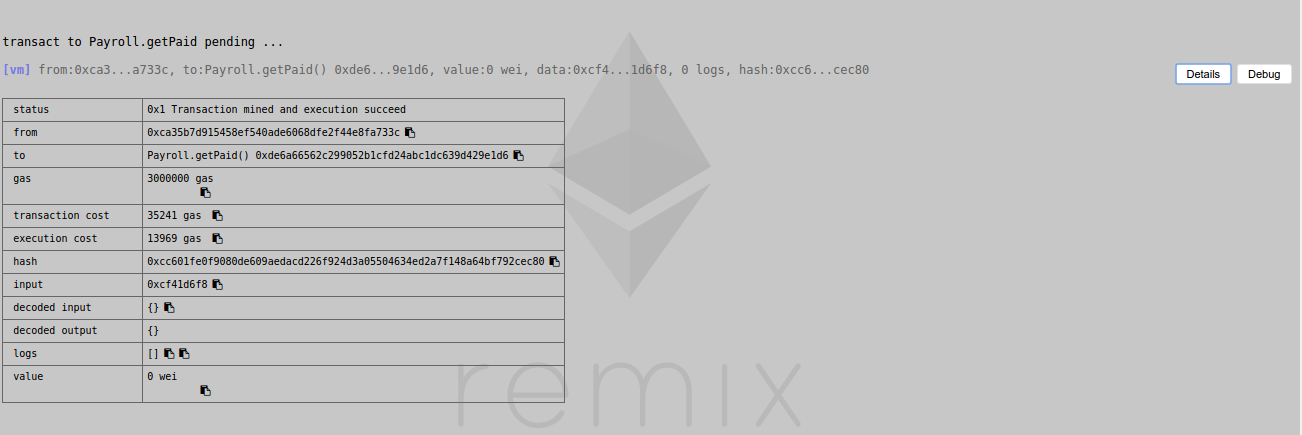 transact to Payroll.getPaid pending ...
[vm] from:0xca3...a733c, to:Payroll.getPaid() 0xde6...9e1d6, value:0 wei, data:0xcf4...1d6f8, 0 logs, hash:0xcc6...cec80 Details Debug
status 0x1 Transaction mined and execution succeed
from 0xca35b7d915458ef540ade6068dfe2f44e8fa733c
to Payroll.getPaid() 0xde6a66562c299052b1cfd24abc1dc639d429e1d6
gas 3000000 gas
transaction cost 35241 gas
execution cost 13969 gas
hash 0xcc601fe0f9080de609aedacd226f924d3a05504634ed2a7f148a64bf792cec80
input 0xcf41d6f8
decoded input {}
decoded output {}
logs []
value 0 wei
remix